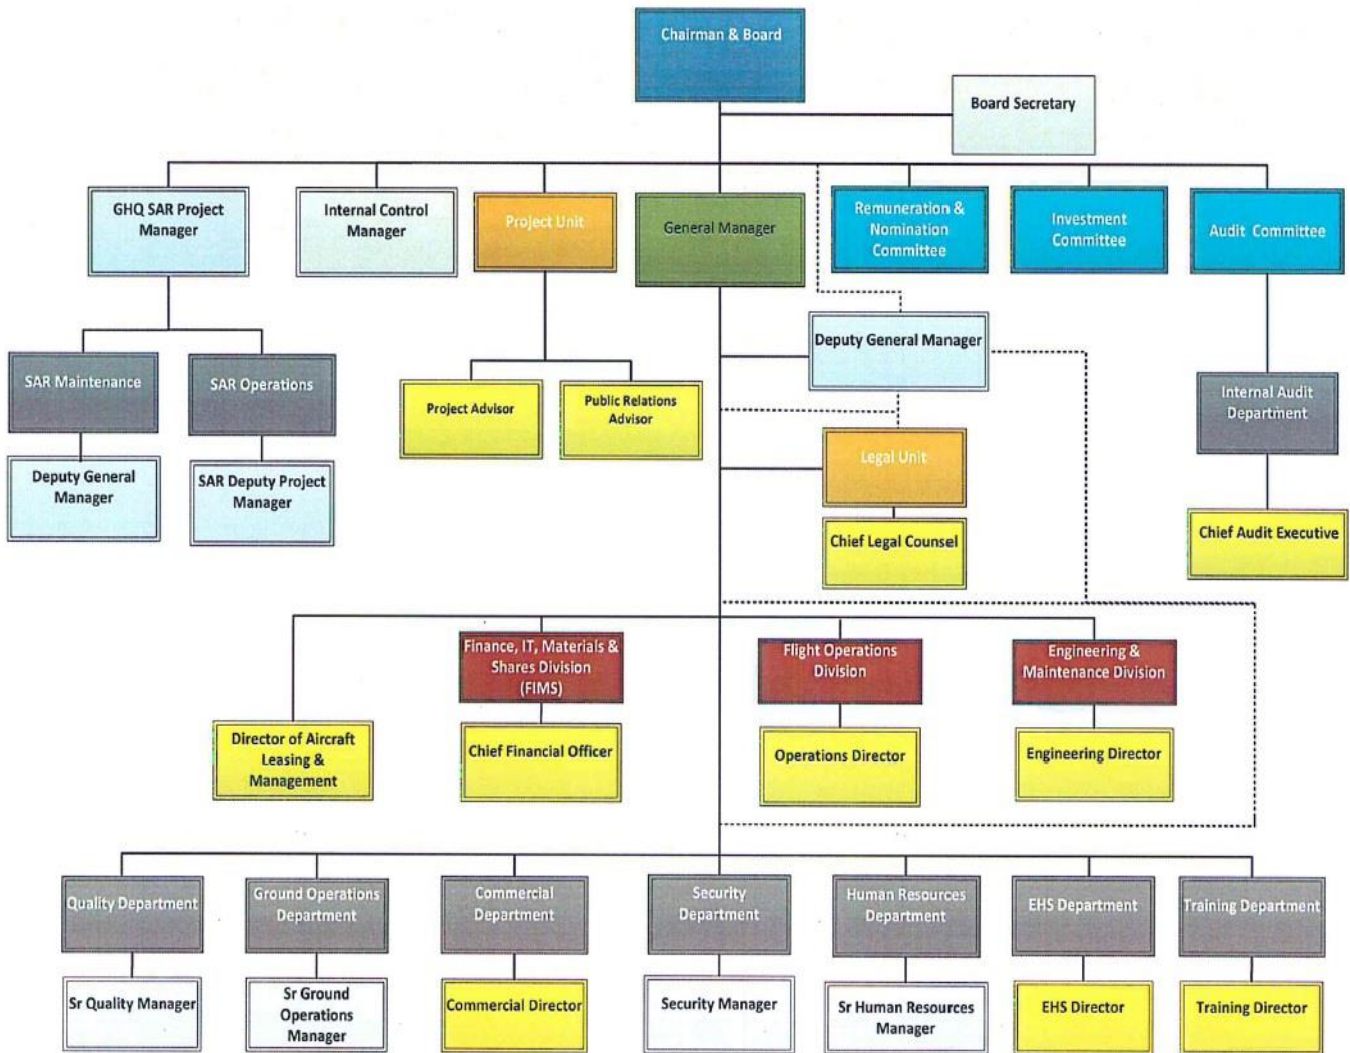 Chairman & Board
Board Secretary
GHQ SAR Project
Manager
Internal Control
Manager
Project Unit
General Manager
Remuneration &
Nomination
Committee
Investment
Committee
Audit Committee
Deputy General Manager
SAR Maintenance
SAR Operations
Project Advisor
Public Relations
Advisor
Internal Audit
Department
Deputy General
Manager
SAR Deputy Project
Manager
Legal Unit
Chief Legal Counsel
Chief Audit Executive
Finance, IT, Materials &
Shares Division
(FIMS)
Flight Operations
Division
Engineering &
Maintenance Division
Director of Aircraft
Leasing &
Management
Chief Financial Officer
Operations Director
Engineering Director
Quality Department
Ground Operations
Department
Commercial
Department
Security
Department
Human Resources
Department
EHS Department
Training Department
Sr Quality Manager
Sr Ground
Operations
Manager
Commercial Director
Security Manager
Sr Human Resources
Manager
EHS Director
Training Director